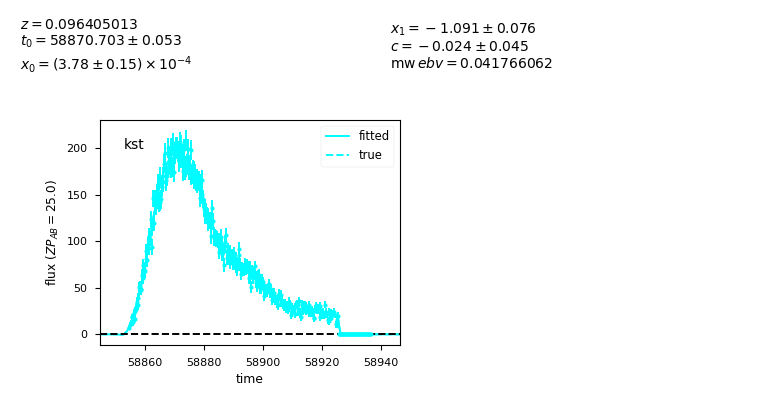 z = 0.096405013
t₀ = 58870.703 ± 0.053
x₀ = (3.78 ± 0.15) × 10⁻⁴
x₁ = −1.091 ± 0.076
c = −0.024 ± 0.045
mw ebv = 0.041766062
kst
fitted
true
200
150
100
50
0
flux (ZP_AB = 25.0)
58860 58880 58900 58920 58940
time